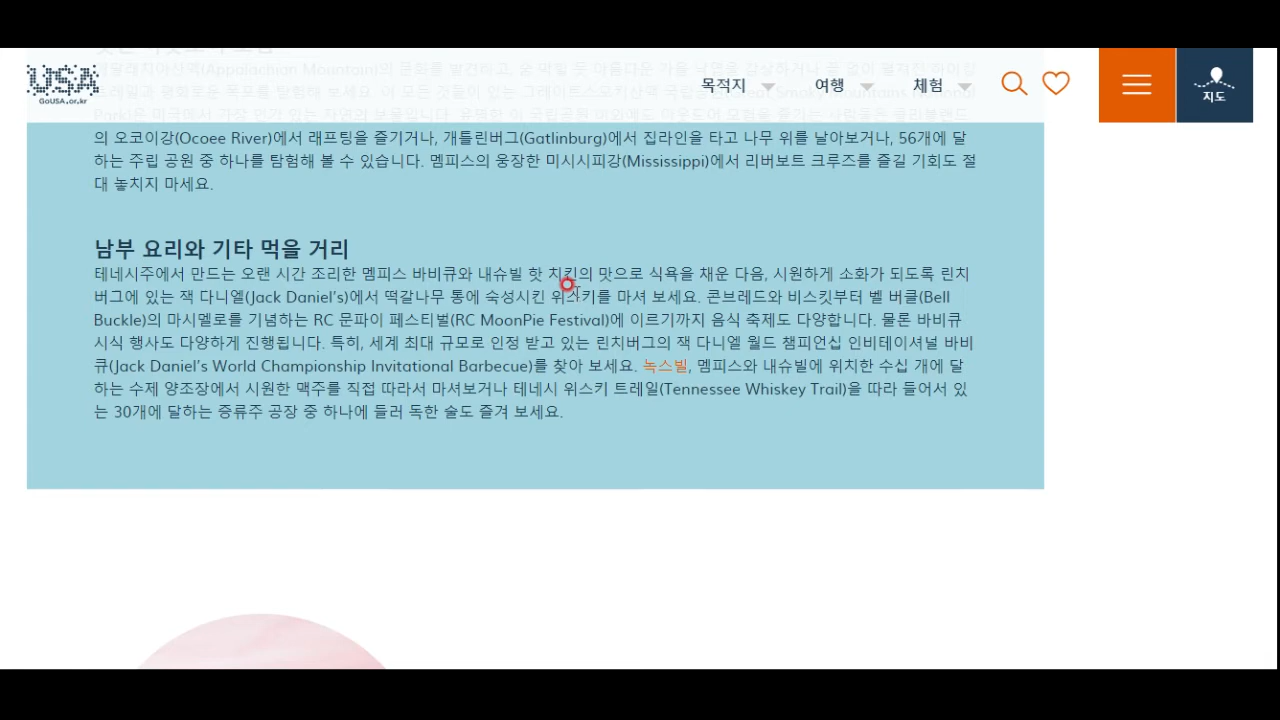 USA
GoUSA.or.kr
목적지
여행
체험
지도
의 오코이강(Ocoee River)에서 래프팅을 즐기거나, 개틀린버그(Gatlinburg)에서 집라인을 타고 나무 위를 날아보거나, 56개에 달
하는 주립 공원 중 하나를 탐험해 볼 수 있습니다. 멤피스의 웅장한 미시시피강(Mississippi)에서 리버보트 크루즈를 즐길 기회도 절
대 놓치지 마세요.
남부 요리와 기타 먹을 거리
테네시주에서 만드는 오랜 시간 조리한 멤피스 바비큐와 내슈빌 핫 치킨의 맛으로 식욕을 채운 다음, 시원하게 소화가 되도록 린치
버그에 있는 잭 다니엘(Jack Daniel's)에서 떡갈나무 통에 숙성시킨 위스키를 마셔 보세요. 콘브레드와 비스킷부터 벨 버클(Bell
Buckle)의 마시멜로를 기념하는 RC 문파이 페스티벌(RC MoonPie Festival)에 이르기까지 음식 축제도 다양합니다. 물론 바비큐
시식 행사도 다양하게 진행됩니다. 특히, 세계 최대 규모로 인정 받고 있는 린치버그의 잭 다니엘 월드 챔피언십 인비테이셔널 바비
큐(Jack Daniel's World Championship Invitational Barbecue)를 찾아 보세요. 녹스빌, 멤피스와 내슈빌에 위치한 수십 개에 달
하는 수제 양조장에서 시원한 맥주를 직접 따라서 마셔보거나 테네시 위스키 트레일(Tennessee Whiskey Trail)을 따라 들어서 있
는 30개에 달하는 증류주 공장 중 하나에 들러 독한 술도 즐겨 보세요.